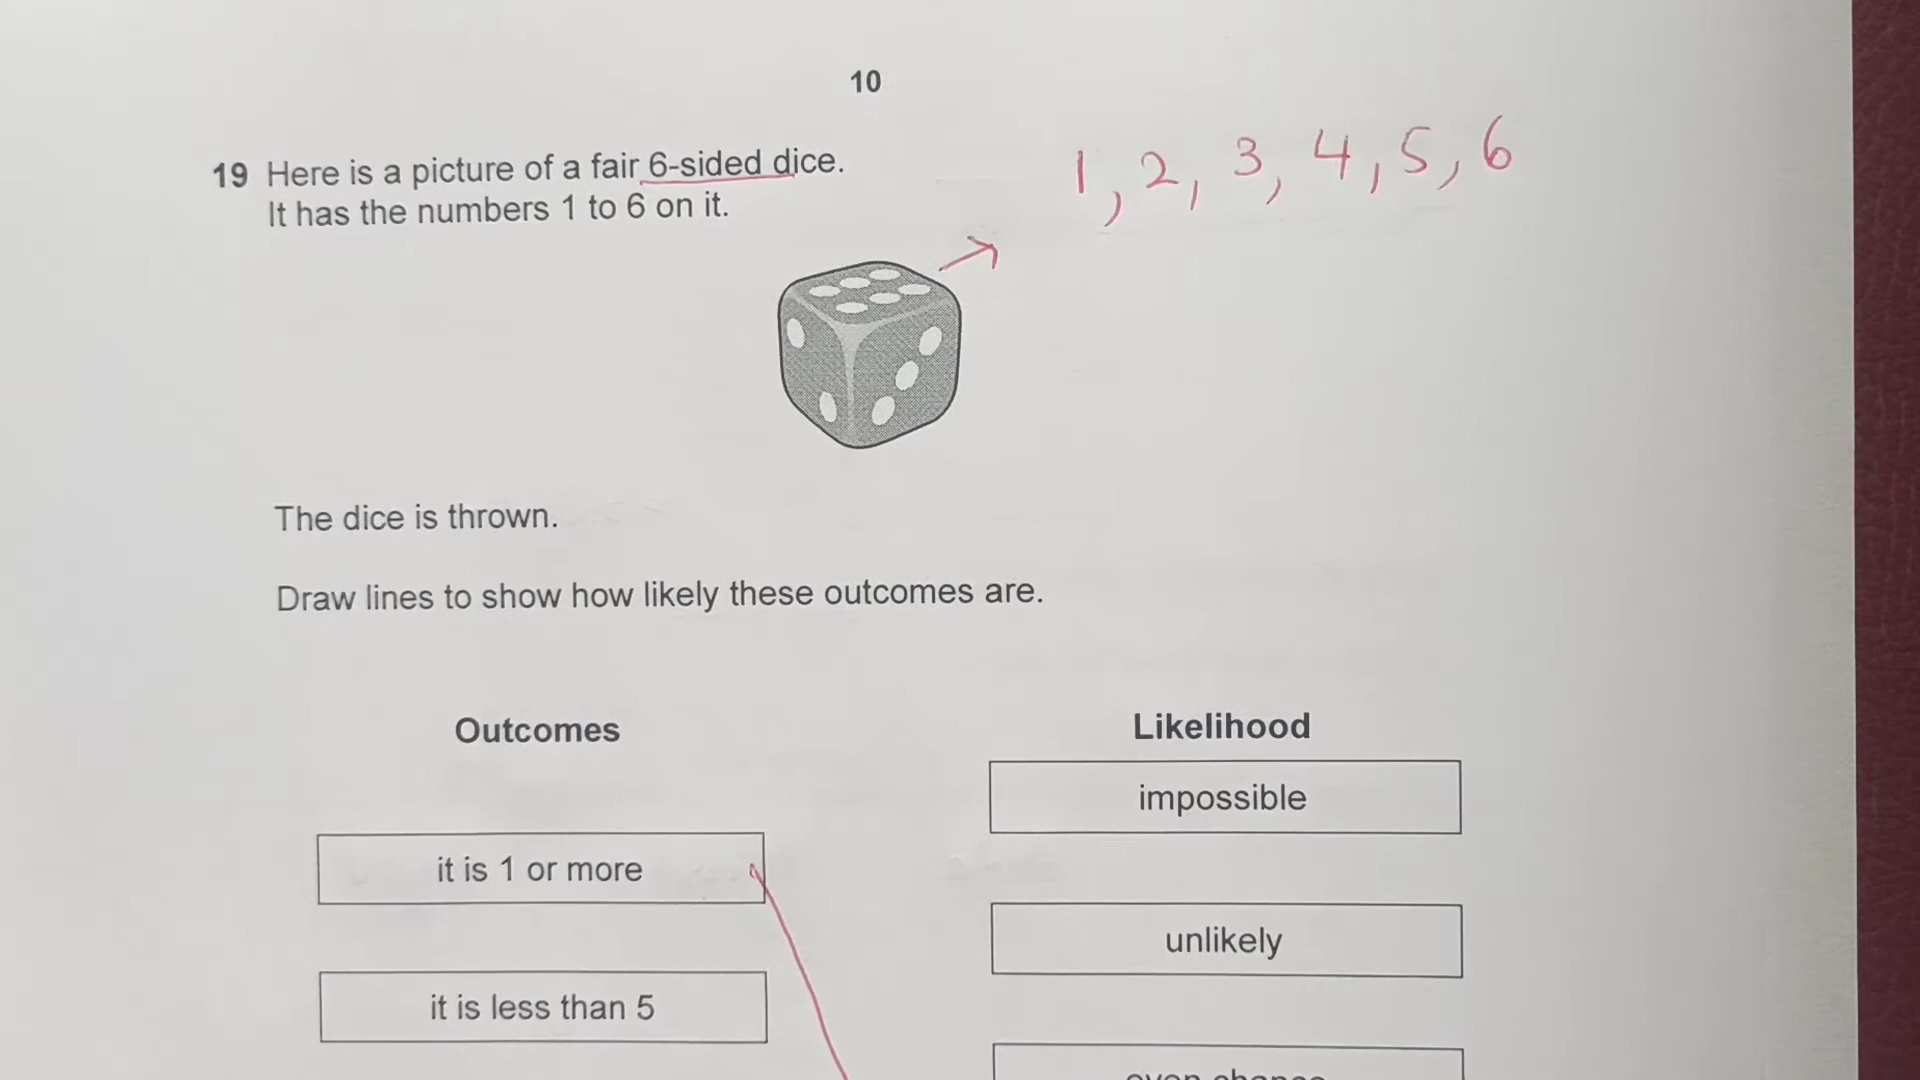 10
19 Here is a picture of a fair 6-sided dice.
It has the numbers 1 to 6 on it.
1, 2, 3, 4, 5, 6
The dice is thrown.
Draw lines to show how likely these outcomes are.
Outcomes
Likelihood
impossible
it is 1 or more
unlikely
it is less than 5
even chance